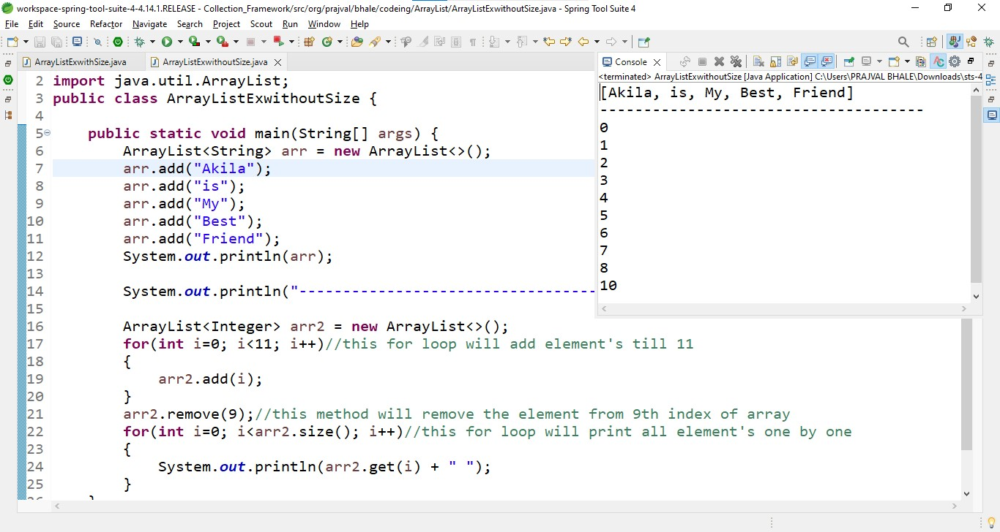 workspace-spring-tool-suite-4-4.14.1.RELEASE - Collection_Framework/src/org/prajval/bhale/codeing/ArrayList/ArrayListExwithoutSize.java - Spring Tool Suite 4
File Edit Source Refactor Navigate Search Project Scout Run Window Help
ArrayListExwithSize.java ArrayListExwithoutSize.java
2 import java.util.ArrayList;
3 public class ArrayListExwithoutSize {
4
5 public static void main(String[] args) {
6 ArrayList<String> arr = new ArrayList<>();
7 arr.add("Akila");
8 arr.add("is");
9 arr.add("My");
10 arr.add("Best");
11 arr.add("Friend");
12 System.out.println(arr);
13
14 System.out.println("----------------------------------
15
16 ArrayList<Integer> arr2 = new ArrayList<>();
17 for(int i=0; i<11; i++)//this for loop will add element's till 11
18 {
19 arr2.add(i);
20 }
21 arr2.remove(9);//this method will remove the element from 9th index of array
22 for(int i=0; i<arr2.size(); i++)//this for loop will print all element's one by one
23 {
24 System.out.println(arr2.get(i) + " ");
25 }
Console
<terminated> ArrayListExwithoutSize [Java Application] C:\Users\PRAJVAL BHALE\Downloads\sts-4
[Akila, is, My, Best, Friend]
-------------------------------------
0
1
2
3
4
5
6
7
8
10